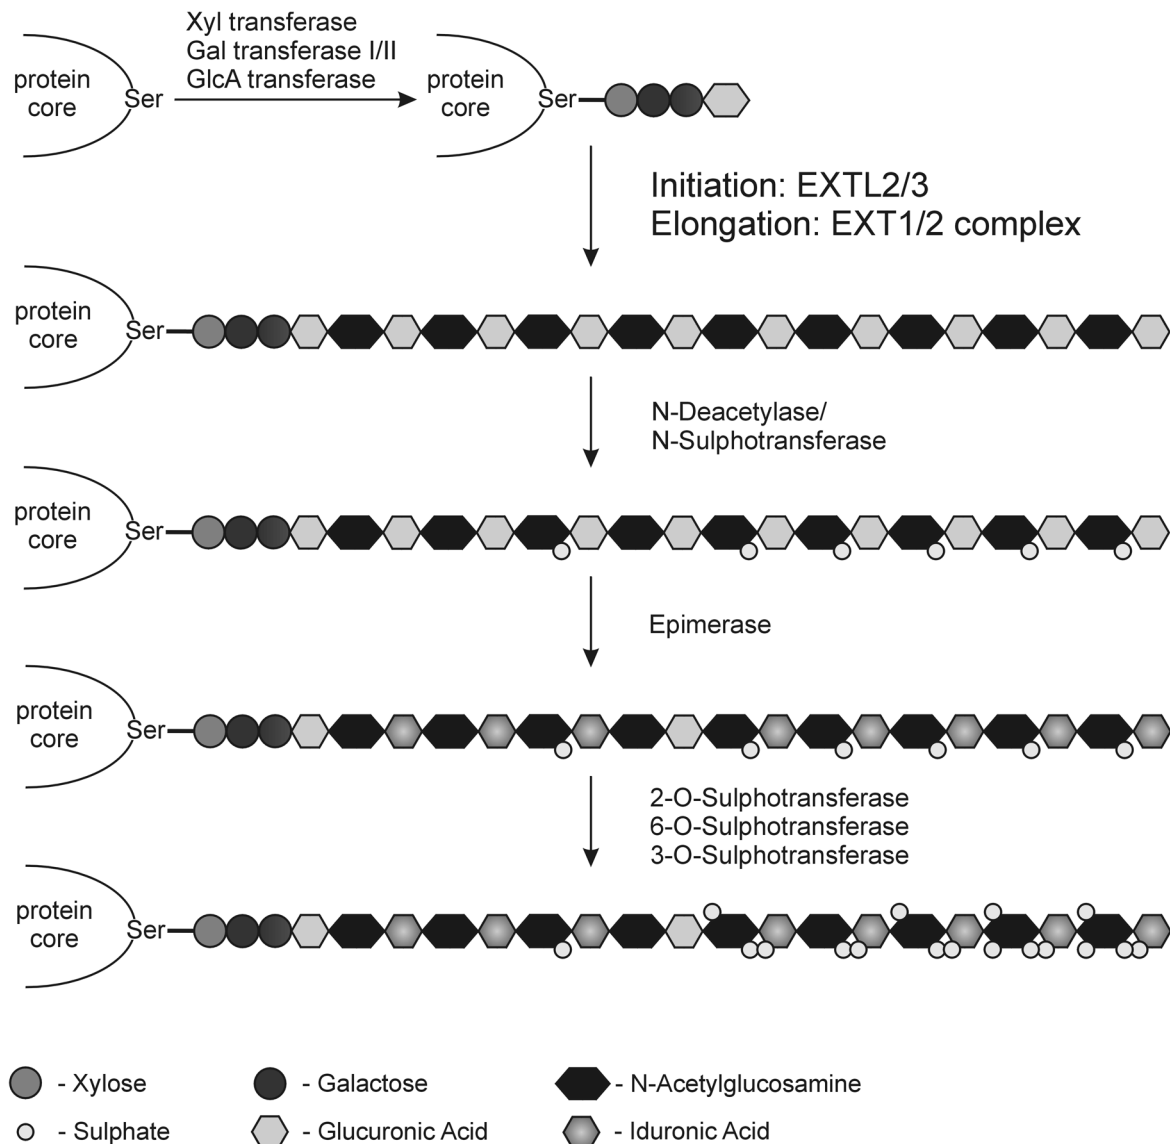 Xyl transferase
Gal transferase I/II
GlcA transferase
protein
core
Ser
protein
core
Ser
Initiation: EXTL2/3
Elongation: EXT1/2 complex
protein
core
Ser
N-Deacetylase/
N-Sulphotransferase
protein
core
Ser
Epimerase
protein
core
Ser
2-O-Sulphotransferase
6-O-Sulphotransferase
3-O-Sulphotransferase
protein
core
Ser
- Xylose
- Galactose
- N-Acetylglucosamine
- Sulphate
- Glucuronic Acid
- Iduronic Acid